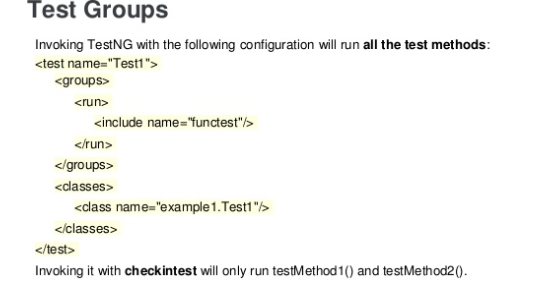 Test Groups
Invoking TestNG with the following configuration will run all the test methods:
<test name="Test1">
<groups>
<run>
<include name="functest"/>
</run>
</groups>
<classes>
<class name="example1.Test1"/>
</classes>
</test>
Invoking it with checkintest will only run testMethod1() and testMethod2().